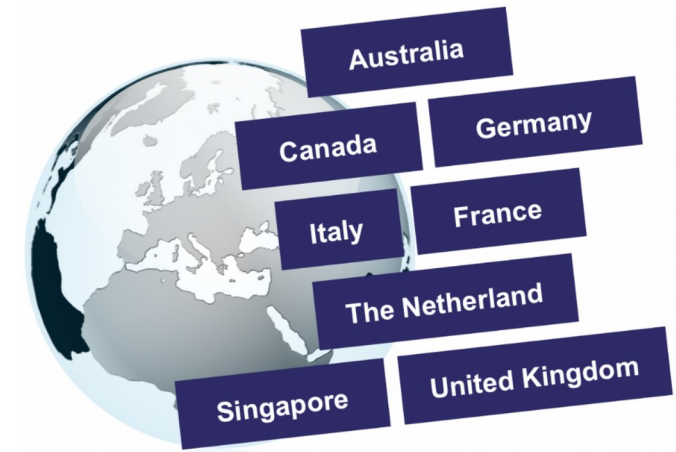 Australia
Canada
Germany
Italy
France
The Netherland
Singapore
United Kingdom